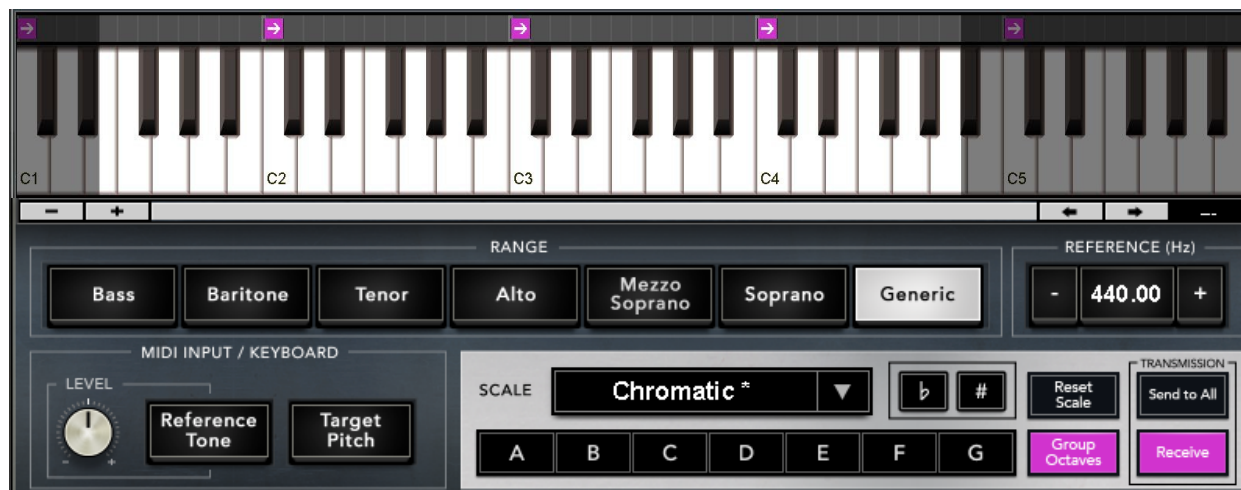 C1 C2 C3 C4 C5
- +
RANGE
Bass Baritone Tenor Alto Mezzo Soprano Soprano Generic
REFERENCE (Hz)
- 440.00 +
MIDI INPUT / KEYBOARD
LEVEL
- +
Reference
Tone
Target
Pitch
SCALE Chromatic * ▼ ♭ #
A B C D E F G
Reset
Scale
Group
Octaves
TRANSMISSION
Send to All
Receive